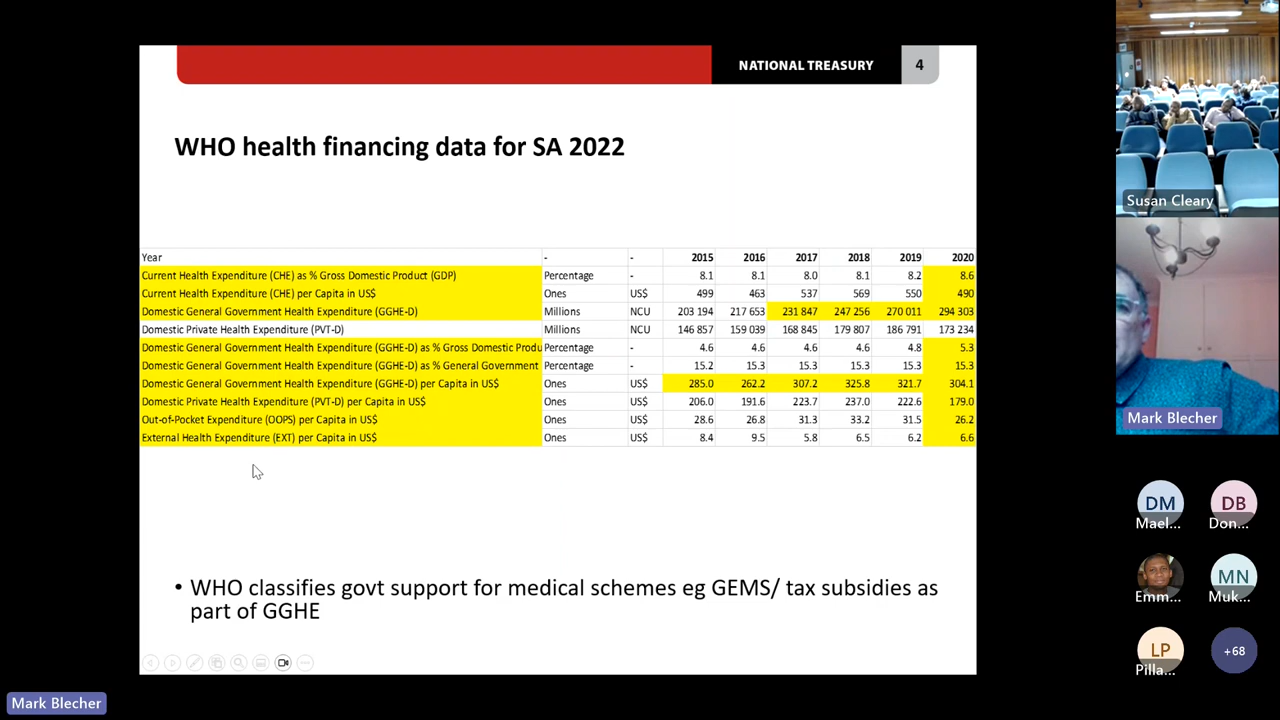 NATIONAL TREASURY 4
WHO health financing data for SA 2022
Year - - 2015 2016 2017 2018 2019 2020
Current Health Expenditure (CHE) as % Gross Domestic Product (GDP) Percentage - 8.1 8.1 8.0 8.1 8.2 8.6
Current Health Expenditure (CHE) per Capita in US$ Ones US$ 499 463 537 569 550 490
Domestic General Government Health Expenditure (GGHE-D) Millions NCU 203 194 217 653 231 847 247 256 270 011 294 303
Domestic Private Health Expenditure (PVT-D) Millions NCU 146 857 159 039 168 845 179 807 186 791 173 234
Domestic General Government Health Expenditure (GGHE-D) as % Gross Domestic Produ Percentage - 4.6 4.6 4.6 4.6 4.8 5.3
Domestic General Government Health Expenditure (GGHE-D) as % General Government Percentage - 15.2 15.3 15.3 15.3 15.3 15.3
Domestic General Government Health Expenditure (GGHE-D) per Capita in US$ Ones US$ 285.0 262.2 307.2 325.8 321.7 304.1
Domestic Private Health Expenditure (PVT-D) per Capita in US$ Ones US$ 206.0 191.6 223.7 237.0 222.6 179.0
Out-of-Pocket Expenditure (OOPS) per Capita in US$ Ones US$ 28.6 26.8 31.3 33.2 31.5 26.2
External Health Expenditure (EXT) per Capita in US$ Ones US$ 8.4 9.5 5.8 6.5 6.2 6.6
• WHO classifies govt support for medical schemes eg GEMS/ tax subsidies as
part of GGHE
Susan Cleary
Mark Blecher
DM DB
Mael... Don...
MN
Emm... Muk...
LP +68
Pilla...
Mark Blecher